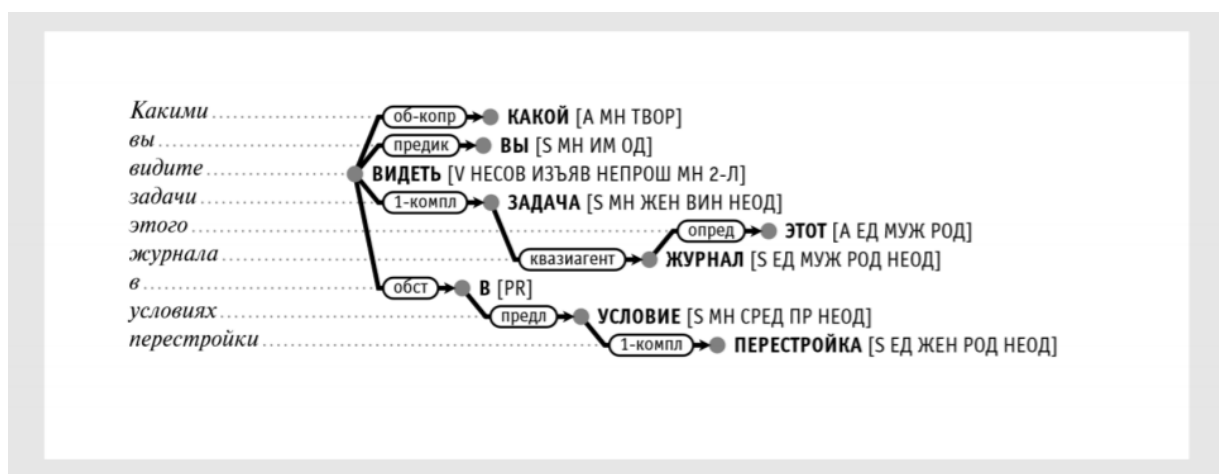 Какими об-копр КАКОЙ [A МН ТВОР]
вы предик ВЫ [S МН ИМ ОД]
видите ВИДЕТЬ [V НЕСОВ ИЗЪЯВ НЕПРОШ МН 2-Л]
задачи 1-компл ЗАДАЧА [S МН ЖЕН ВИН НЕОД]
этого опред ЭТОТ [A ЕД МУЖ РОД]
журнала квазиагент ЖУРНАЛ [S ЕД МУЖ РОД НЕОД]
в обст В [PR]
условиях предл УСЛОВИЕ [S МН СРЕД ПР НЕОД]
перестройки 1-компл ПЕРЕСТРОЙКА [S ЕД ЖЕН РОД НЕОД]